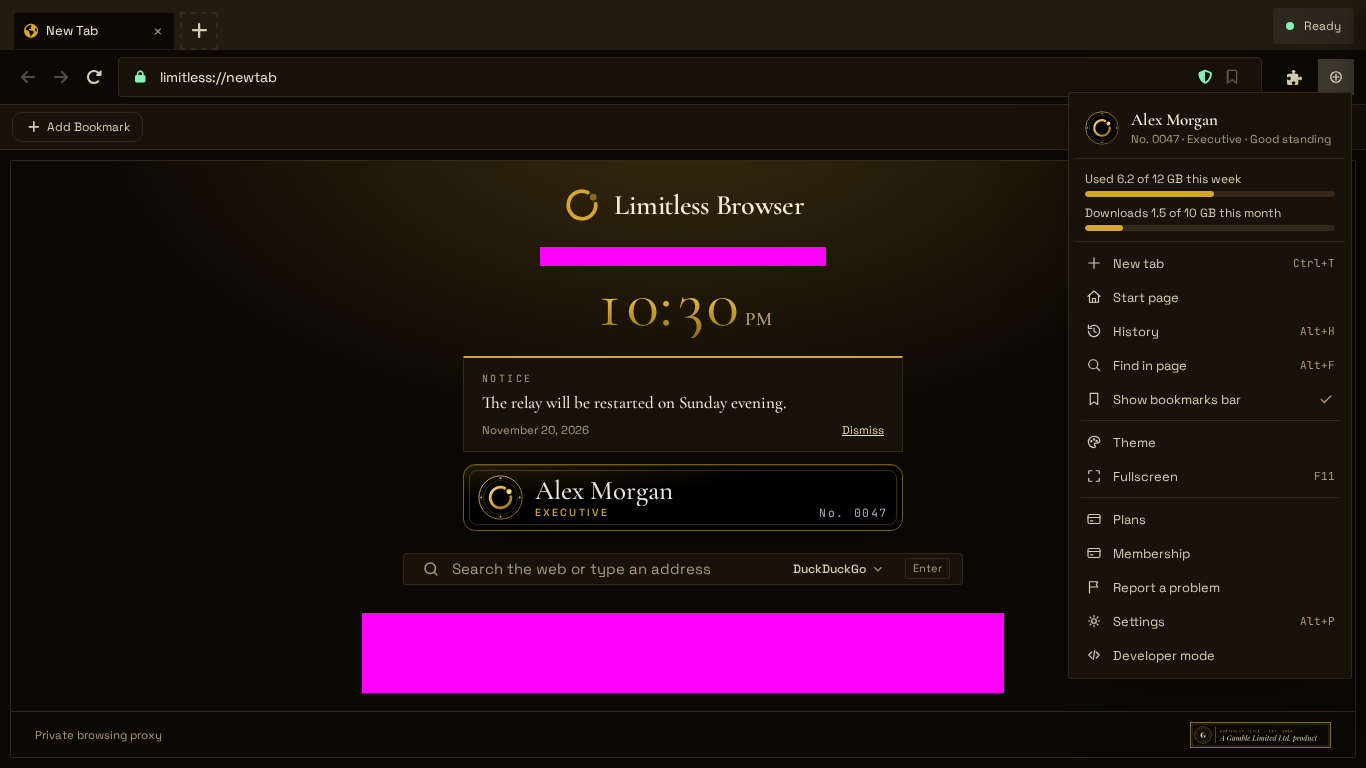 New Tab
Ready
limitless://newtab
Add Bookmark
Alex Morgan
No. 0047 · Executive · Good standing
Used 6.2 of 12 GB this week
Downloads 1.5 of 10 GB this month
New tab Ctrl+T
Start page
History Alt+H
Find in page Alt+F
Show bookmarks bar
Theme
Fullscreen F11
Plans
Membership
Report a problem
Settings Alt+P
Developer mode
Limitless Browser
10:30 PM
NOTICE
The relay will be restarted on Sunday evening.
November 20, 2026 Dismiss
Alex Morgan
EXECUTIVE
No. 0047
Search the web or type an address DuckDuckGo Enter
Private browsing proxy
G
A Gamble Limited Ltd. product